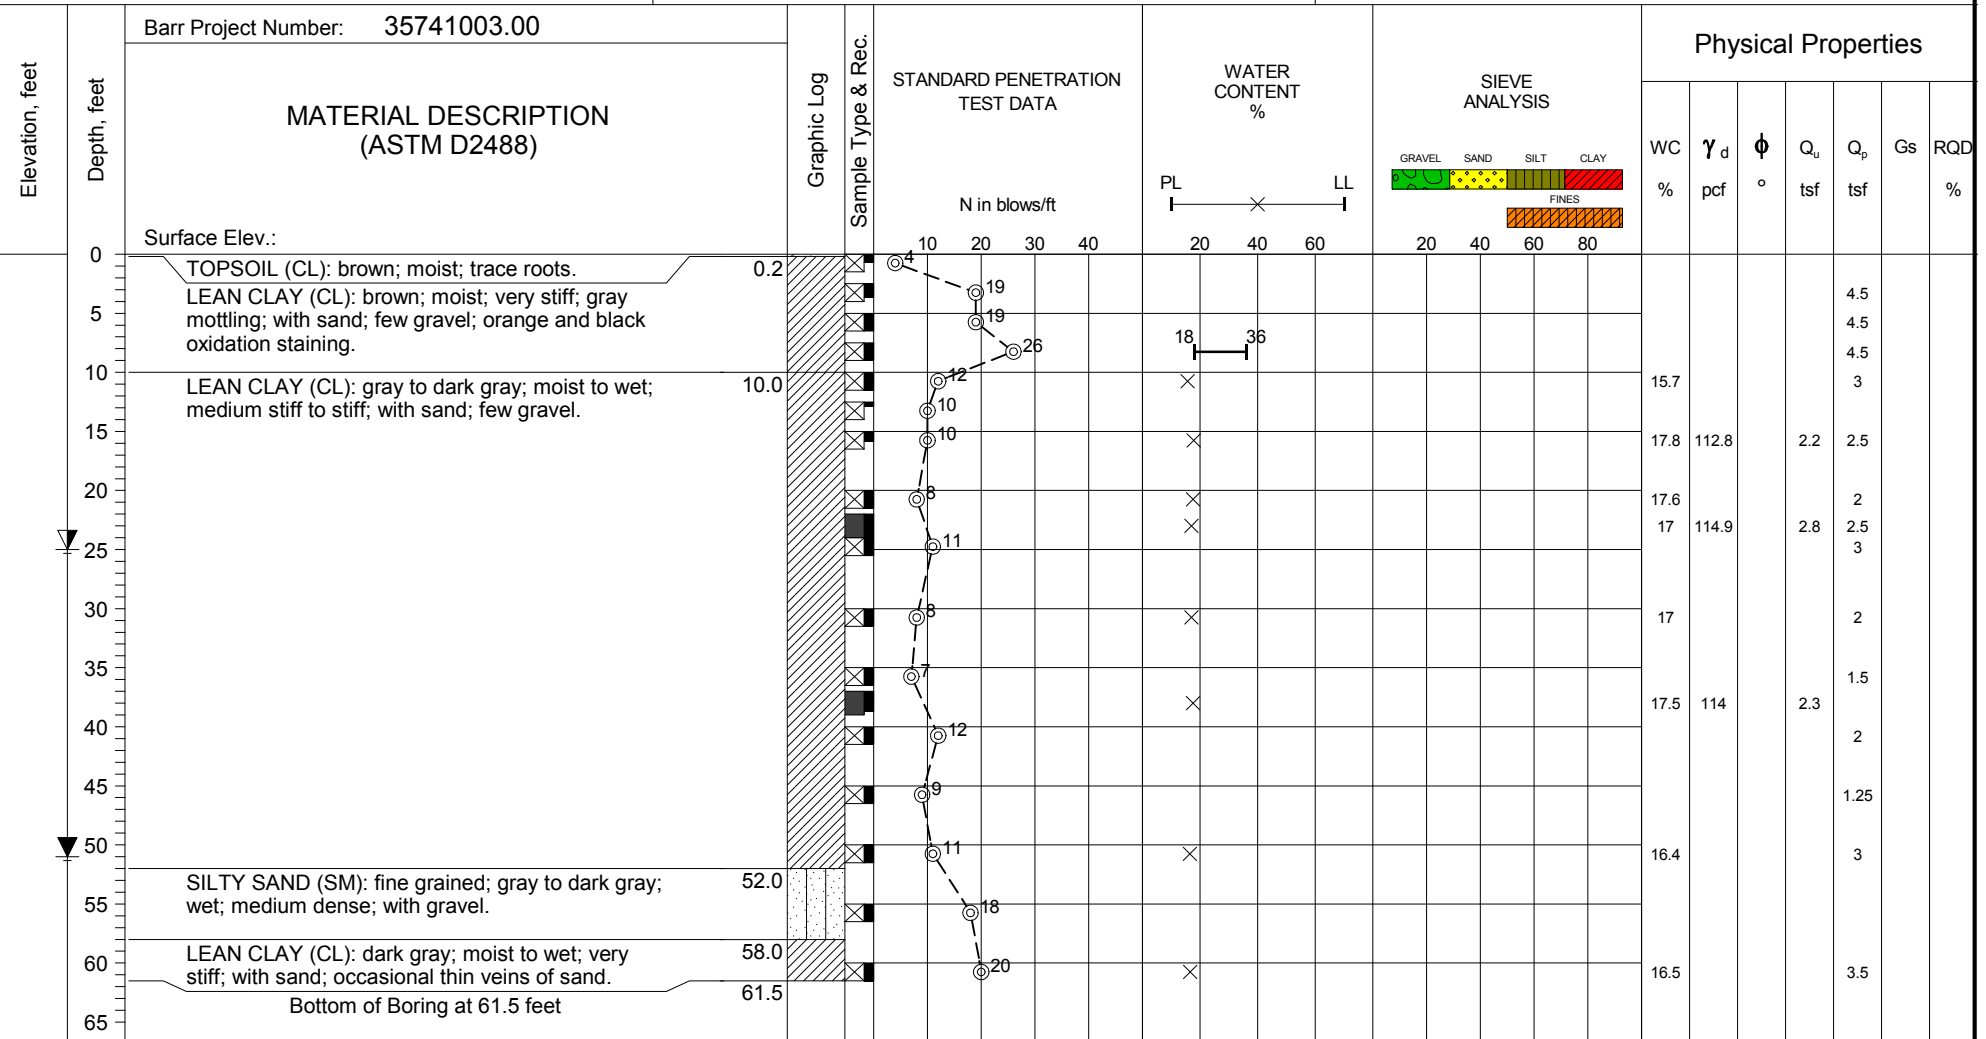 Barr Project Number: 35741003.00
Elevation, feet
Depth, feet
MATERIAL DESCRIPTION
(ASTM D2488)
Surface Elev.:
Graphic Log
Sample Type & Rec.
STANDARD PENETRATION
TEST DATA
N in blows/ft
10 20 30 40
WATER
CONTENT
%
PL LL
20 40 60
SIEVE
ANALYSIS
GRAVEL SAND SILT CLAY
FINES
20 40 60 80
Physical Properties
WC γ d ϕ Qu Qp Gs RQD
% pcf ° tsf tsf %
0
TOPSOIL (CL): brown; moist; trace roots. 0.2
4
LEAN CLAY (CL): brown; moist; very stiff; gray
mottling; with sand; few gravel; orange and black
oxidation staining.
19 4.5
5
19 4.5
18 36
26 4.5
10
LEAN CLAY (CL): gray to dark gray; moist to wet; 10.0
medium stiff to stiff; with sand; few gravel.
12 15.7 3
10
15
10 17.8 112.8 2.2 2.5
20
8 17.6 2
17 114.9 2.8 2.5
25
11 3
30
8 17 2
35
7 1.5
17.5 114 2.3
40
12 2
45
9 1.25
50
11 16.4 3
SILTY SAND (SM): fine grained; gray to dark gray; 52.0
wet; medium dense; with gravel.
55
18
LEAN CLAY (CL): dark gray; moist to wet; very 58.0
stiff; with sand; occasional thin veins of sand.
60
20 16.5 3.5
61.5
Bottom of Boring at 61.5 feet
65